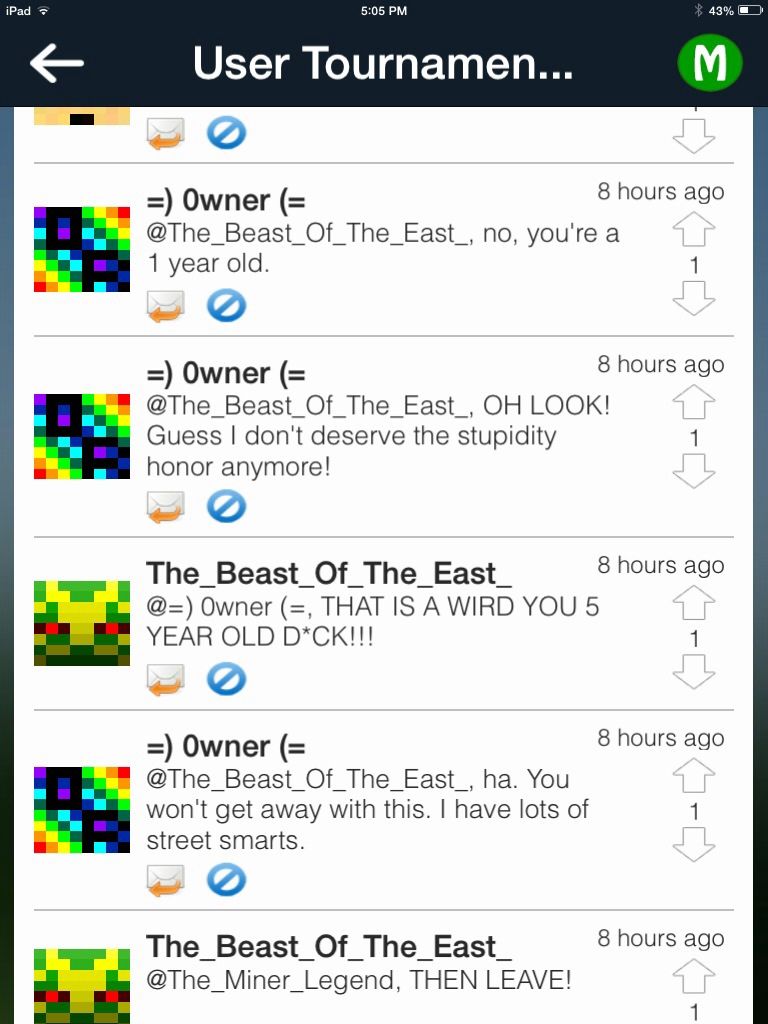 iPad 5:05 PM 43%
User Tournamen... M
=) 0wner (= 8 hours ago
@The_Beast_Of_The_East_, no, you're a
1 year old.
1
=) 0wner (= 8 hours ago
@The_Beast_Of_The_East_, OH LOOK!
Guess I don't deserve the stupidity
honor anymore!
1
The_Beast_Of_The_East_ 8 hours ago
@=) 0wner (=, THAT IS A WIRD YOU 5
YEAR OLD D*CK!!!
1
=) 0wner (= 8 hours ago
@The_Beast_Of_The_East_, ha. You
won't get away with this. I have lots of
street smarts.
1
The_Beast_Of_The_East_ 8 hours ago
@The_Miner_Legend, THEN LEAVE!
1